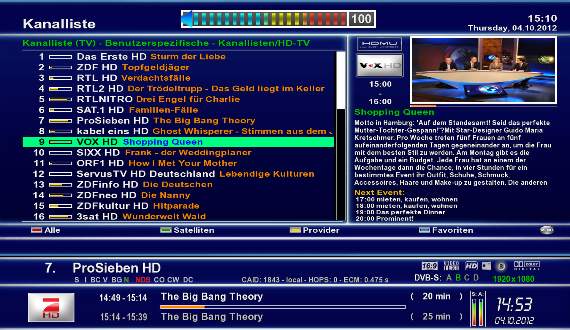 Kanalliste
100
15:10
Thursday, 04.10.2012
Kanalliste (TV) - Benutzerspezifische - Kanallisten/HD-TV
1 Das Erste HD Sturm der Liebe
2 ZDF HD Topfgeldjäger
3 RTL HD Verdachtsfälle
4 RTL2 HD Der Trödeltrupp - Das Geld liegt im Keller
5 RTLNITRO Drei Engel für Charlie
6 SAT.1 HD Familien-Fälle
7 ProSieben HD The Big Bang Theory
8 kabel eins HD Ghost Whisperer - Stimmen aus dem
9 VOX HD Shopping Queen
10 SIXX HD Frank - der Weddingplaner
11 ORF1 HD How I Met Your Mother
12 ServusTV HD Deutschland Lebendige Kulturen
13 ZDFinfo HD Die Deutschen
14 ZDFneo HD Die Nanny
15 ZDFkultur HD Hitparade
16 3sat HD Wunderwelt Wald
HDMU
VOX HD
15:00
-
16:00
Shopping Queen
Motto in Hamburg: "Auf dem Standesamt! Seid das perfekte
Mutter-Tochter-Gespann!"?Mit Star-Designer Guido Maria
Kretschmer. Pro Woche treten fünf Frauen an fünf
aufeinanderfolgenden Tagen gegeneinander an, um die Frau
mit dem besten Stil zu werden. Am Montag gibt es die
Aufgabe und ein Budget. Jede Frau hat an einem der
Wochentage dann die Chance, in vier Stunden für ein
bestimmtes Event ihr Outfit, Schuhe, Schmuck,
Accessoires, Haare und Make-up zu gestalten. Die anderen
Next Event:
17:00 mieten, kaufen, wohnen
18:00 mieten, kaufen, wohnen
19:00 Das perfekte Dinner
20:00 Prominent!
Alle
Satelliten
Provider
Favoriten
7. ProSieben HD
S I BC V BG N NDS CO CW DC
CAID: 1843 - local - HOPS: 0 - ECM: 0.475 s
16:9
HD
DOLBY
DIGITAL
DVB-S: A B C D
1920x1080
HD
14:49 - 15:14 The Big Bang Theory ( 20 min )
15:14 - 15:39 The Big Bang Theory ( 25 min )
S: A:
14:53
04.10.2012